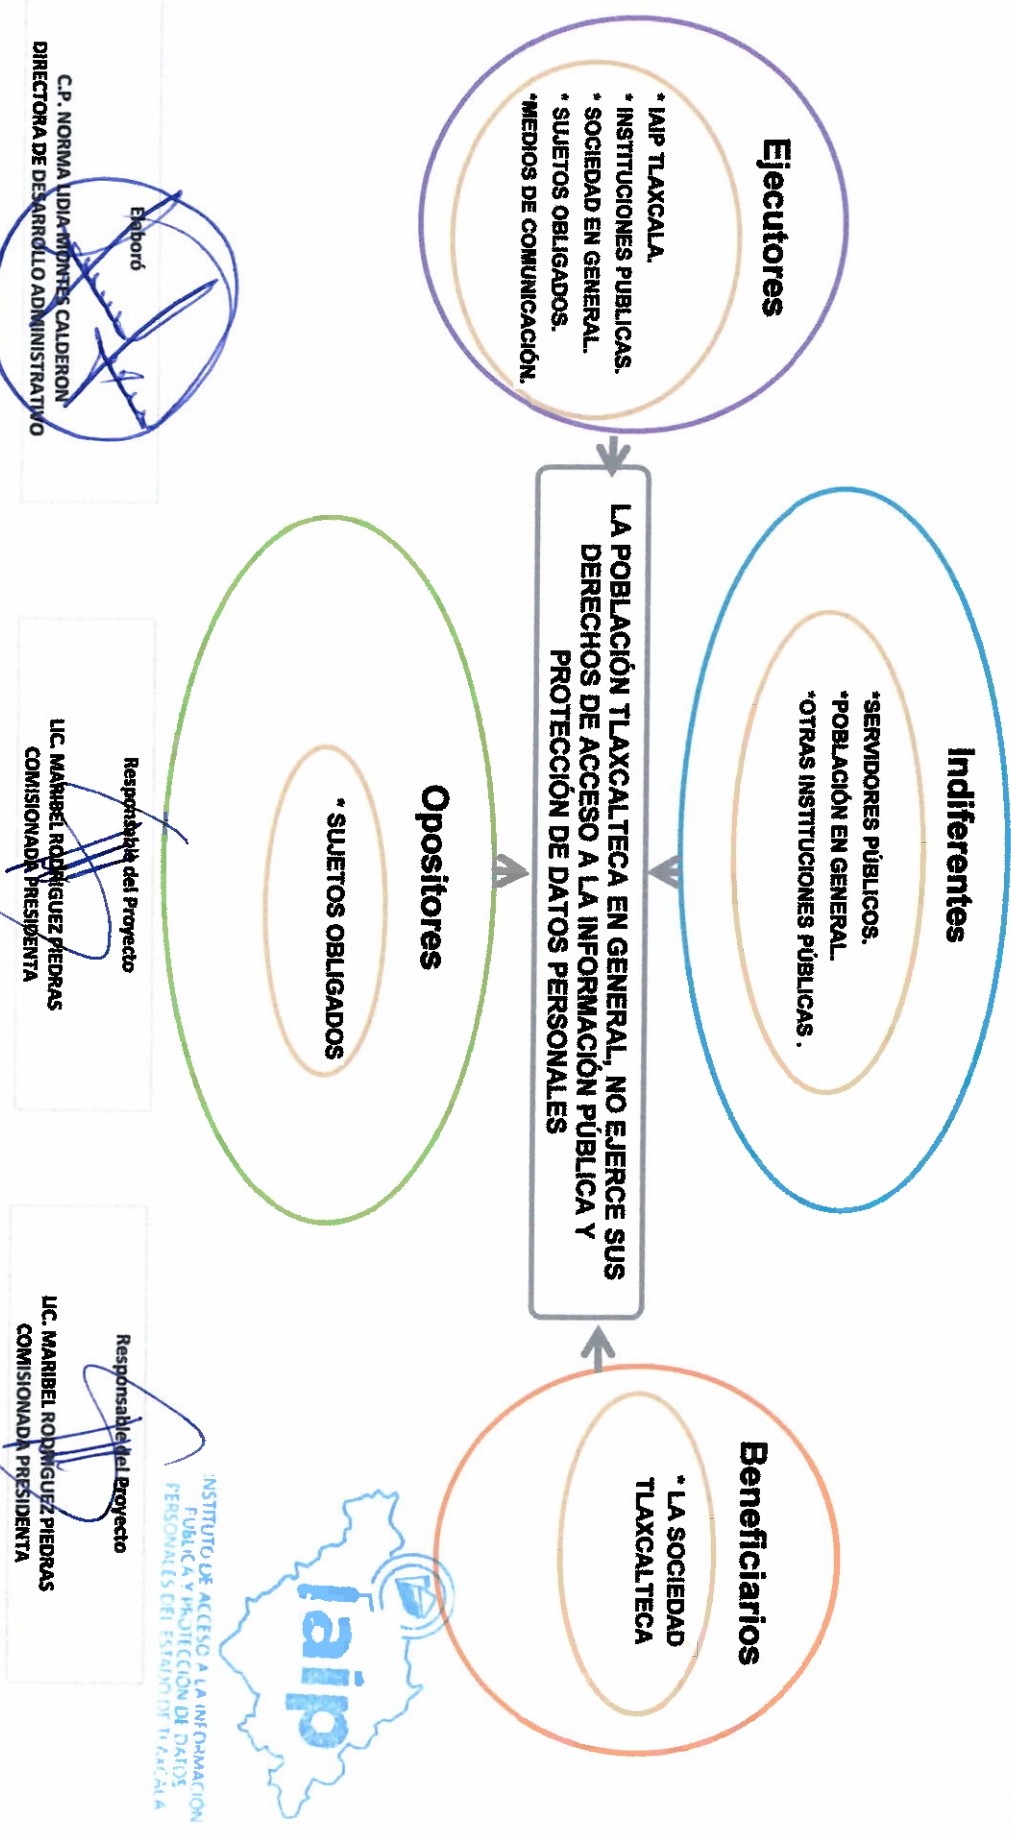 Indiferentes
*SERVIDORES PÚBLICOS.
*POBLACIÓN EN GENERAL.
*OTRAS INSTITUCIONES PÚBLICAS .
Ejecutores
* IAIP TLAXCALA.
* INSTITUCIONES PUBLICAS.
* SOCIEDAD EN GENERAL.
* SUJETOS OBLIGADOS.
*MEDIOS DE COMUNICACIÓN.
LA POBLACIÓN TLAXCALTECA EN GENERAL, NO EJERCE SUS
DERECHOS DE ACCESO A LA INFORMACIÓN PÚBLICA Y
PROTECCIÓN DE DATOS PERSONALES
Beneficiarios
* LA SOCIEDAD
TLAXCALTECA
Opositores
* SUJETOS OBLIGADOS
iaip
INSTITUTO DE ACCESO A LA INFORMACIÓN
PÚBLICA Y PROTECCIÓN DE DATOS
PERSONALES DEL ESTADO DE TLAXCALA
Elaboró
C.P. NORMA LIDIA MONTES CALDERON
DIRECTORA DE DESARROLLO ADMINISTRATIVO
Responsable del Proyecto
LIC. MARIBEL RODRIGUEZ PIEDRAS
COMISIONADA PRESIDENTA
Responsable del Proyecto
LIC. MARIBEL RODRIGUEZ PIEDRAS
COMISIONADA PRESIDENTA